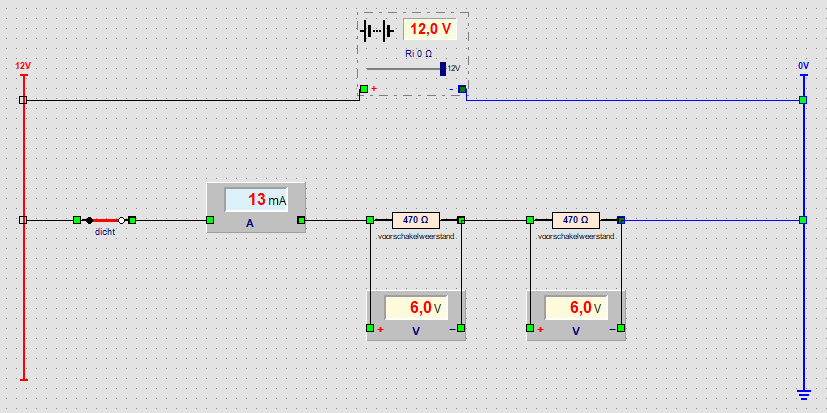 12,0 V
Ri 0 Ω
12V
+ -
12V
0V
dicht
13 mA
A
470 Ω
voorschakelweerstand
470 Ω
voorschakelweerstand
6,0 V
+ V −
6,0 V
+ V −